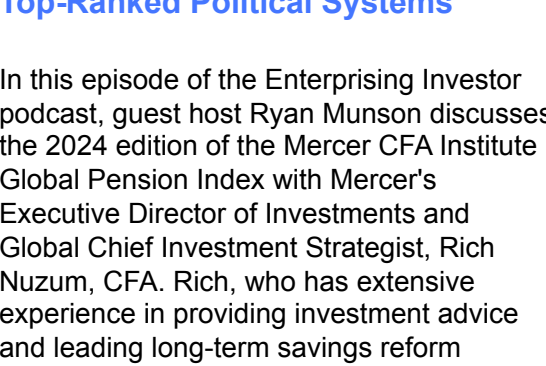 Top-Ranked Political Systems
In this episode of the Enterprising Investor
podcast, guest host Ryan Munson discusses
the 2024 edition of the Mercer CFA Institute
Global Pension Index with Mercer's
Executive Director of Investments and
Global Chief Investment Strategist, Rich
Nuzum, CFA. Rich, who has extensive
experience in providing investment advice
and leading long-term savings reform